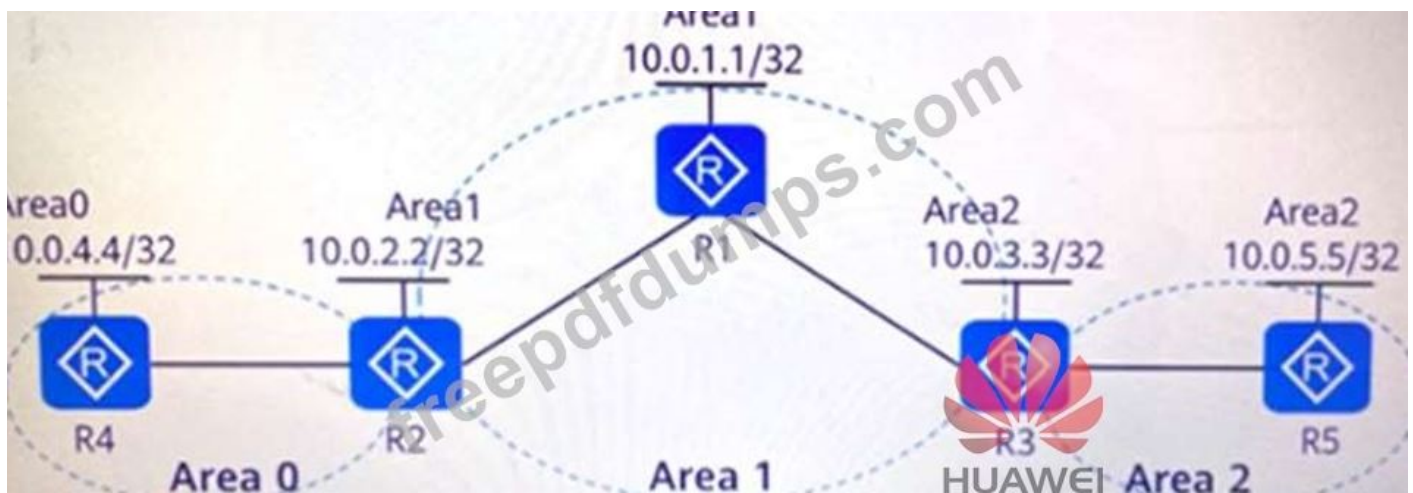 Area1
10.0.1.1/32
Area0
0.0.4.4/32
Area1
10.0.2.2/32
Area2
10.0.3.3/32
Area2
10.0.5.5/32
R
R1
R
R4
R
R2
R
R3
R
R5
Area 0
Area 1
Area 2
HUAWEI
freepdfdumps.com